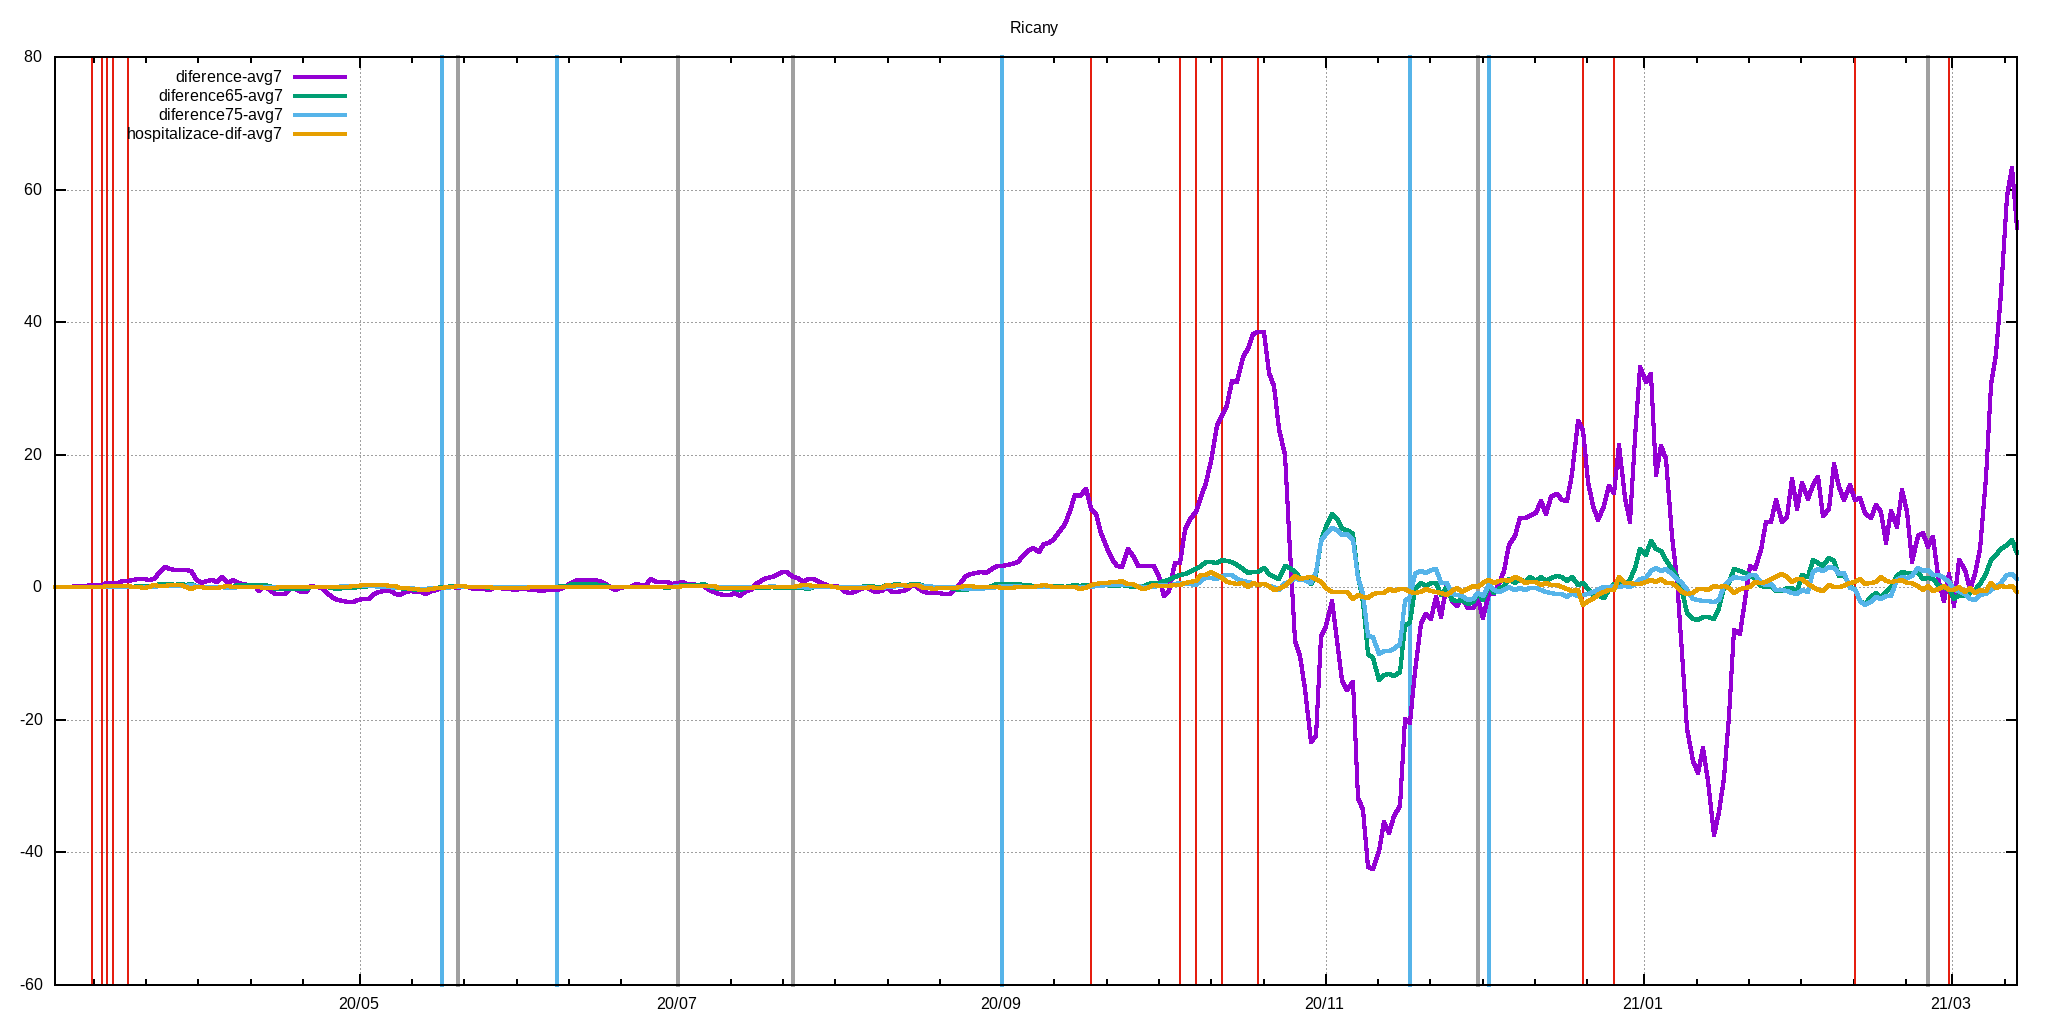 Ricany
80
60
40
20
0
-20
-40
-60
diference-avg7
diference65-avg7
diference75-avg7
hospitalizace-dif-avg7
20/05
20/07
20/09
20/11
21/01
21/03